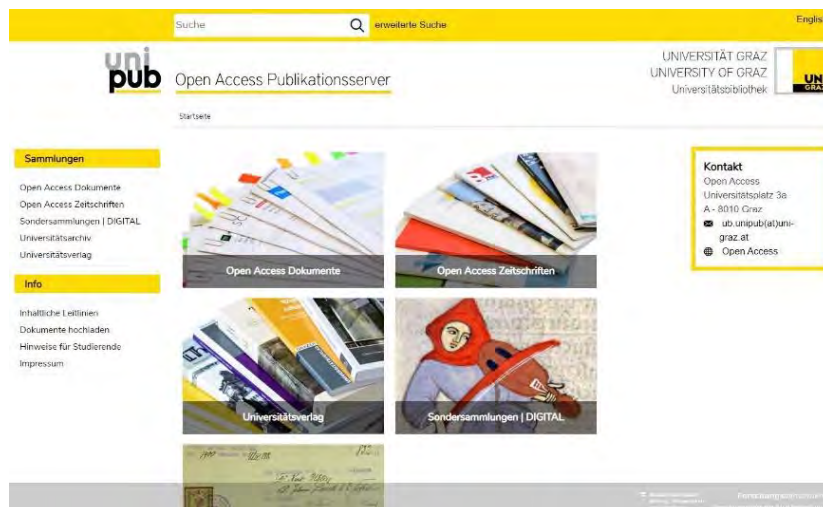 Suche
erweiterte Suche
Englis
uni
pub
Open Access Publikationsserver
UNIVERSITÄT GRAZ
UNIVERSITY OF GRAZ
Universitätsbibliothek
UNI
GRAZ
Startseite
Sammlungen
Open Access Dokumente
Open Access Zeitschriften
Sondersammlungen | DIGITAL
Universitätsarchiv
Universitätsverlag
Info
Inhaltliche Leitlinien
Dokumente hochladen
Hinweise für Studierende
Impressum
Open Access Dokumente
Open Access Zeitschriften
Universitätsverlag
Sondersammlungen | DIGITAL
Kontakt
Open Access
Universitätsplatz 3a
A - 8010 Graz
ub.unipub(at)uni-
graz.at
Open Access